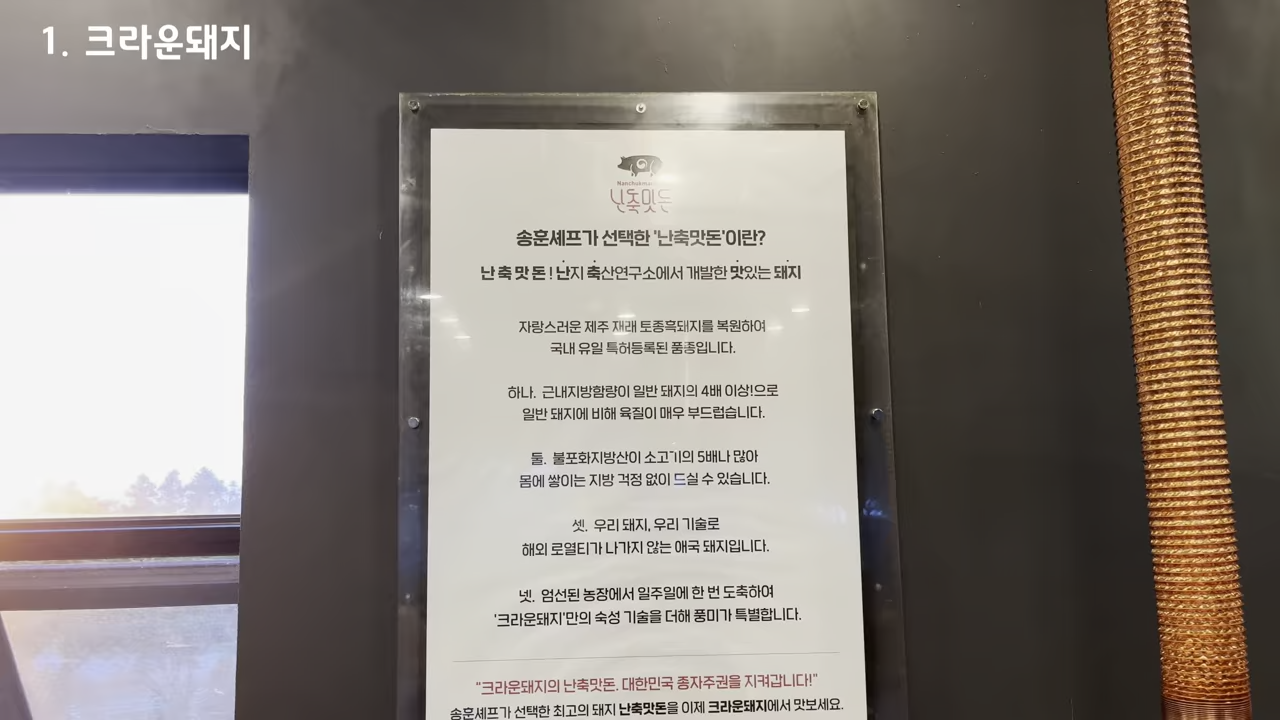 1. 크라운돼지
난축맛돈
송훈셰프가 선택한 '난축맛돈'이란?
난 축 맛 돈 ! 난지 축산연구소에서 개발한 맛있는 돼지
자랑스러운 제주 재래 토종흑돼지를 복원하여
국내 유일 특허등록된 품종입니다.
하나. 근내지방함량이 일반 돼지의 4배 이상!으로
일반 돼지에 비해 육질이 매우 부드럽습니다.
둘. 불포화지방산이 소고기의 5배나 많아
몸에 쌓이는 지방 걱정 없이 드실 수 있습니다.
셋. 우리 돼지, 우리 기술로
해외 로열티가 나가지 않는 애국 돼지입니다.
넷. 엄선된 농장에서 일주일에 한 번 도축하여
'크라운돼지'만의 숙성 기술을 더해 풍미가 특별합니다.
"크라운돼지의 난축맛돈. 대한민국 종자주권을 지켜갑니다!"
송훈셰프가 선택한 최고의 돼지 난축맛돈을 이제 크라운돼지에서 맛보세요.